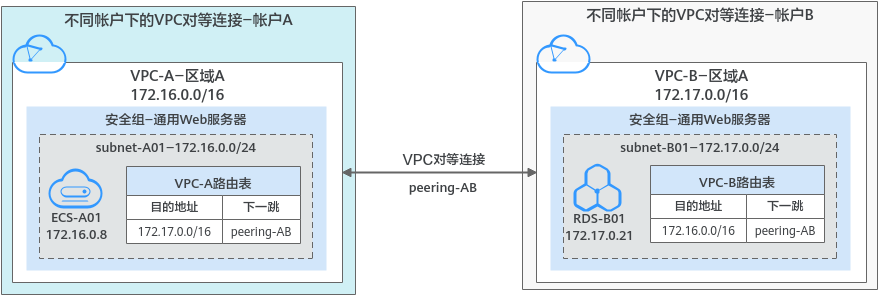 不同帐户下的VPC对等连接–帐户A
VPC-A–区域A
172.16.0.0/16
安全组–通用Web服务器
subnet-A01–172.16.0.0/24
ECS-A01
172.16.0.8
VPC-A路由表
目的地址 下一跳
172.17.0.0/16 peering-AB
VPC对等连接
peering-AB
不同帐户下的VPC对等连接–帐户B
VPC-B–区域A
172.17.0.0/16
安全组–通用Web服务器
subnet-B01–172.17.0.0/24
RDS-B01
172.17.0.21
VPC-B路由表
目的地址 下一跳
172.16.0.0/16 peering-AB